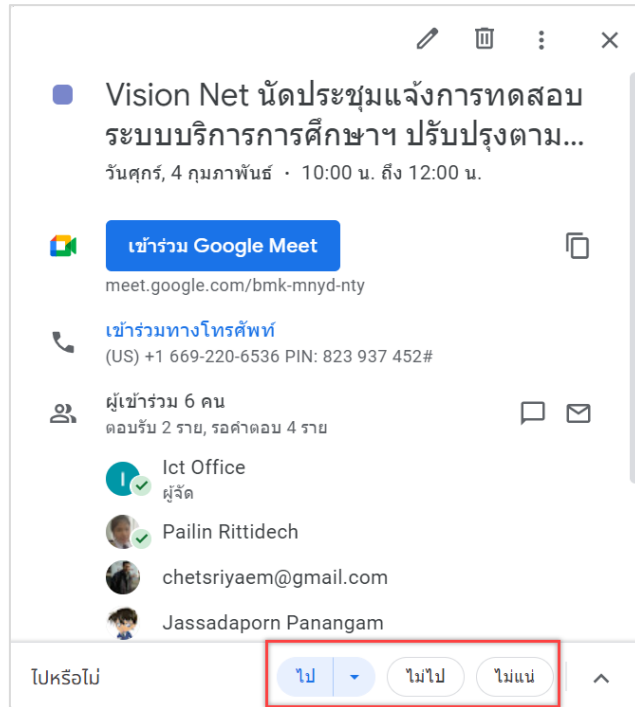 Vision Net นัดประชุมแจ้งการทดสอบ
ระบบบริการการศึกษาฯ ปรับปรุงตาม...
วันศุกร์, 4 กุมภาพันธ์ · 10:00 น. ถึง 12:00 น.
เข้าร่วม Google Meet
meet.google.com/bmk-mnyd-nty
เข้าร่วมทางโทรศัพท์
(US) +1 669-220-6536 PIN: 823 937 452#
ผู้เข้าร่วม 6 คน
ตอบรับ 2 ราย, รอคำตอบ 4 ราย
I
Ict Office
ผู้จัด
Pailin Rittidech
chetsriyaem@gmail.com
Jassadaporn Panangam
ไปหรือไม่
ไป
ไม่ไป
ไม่แน่